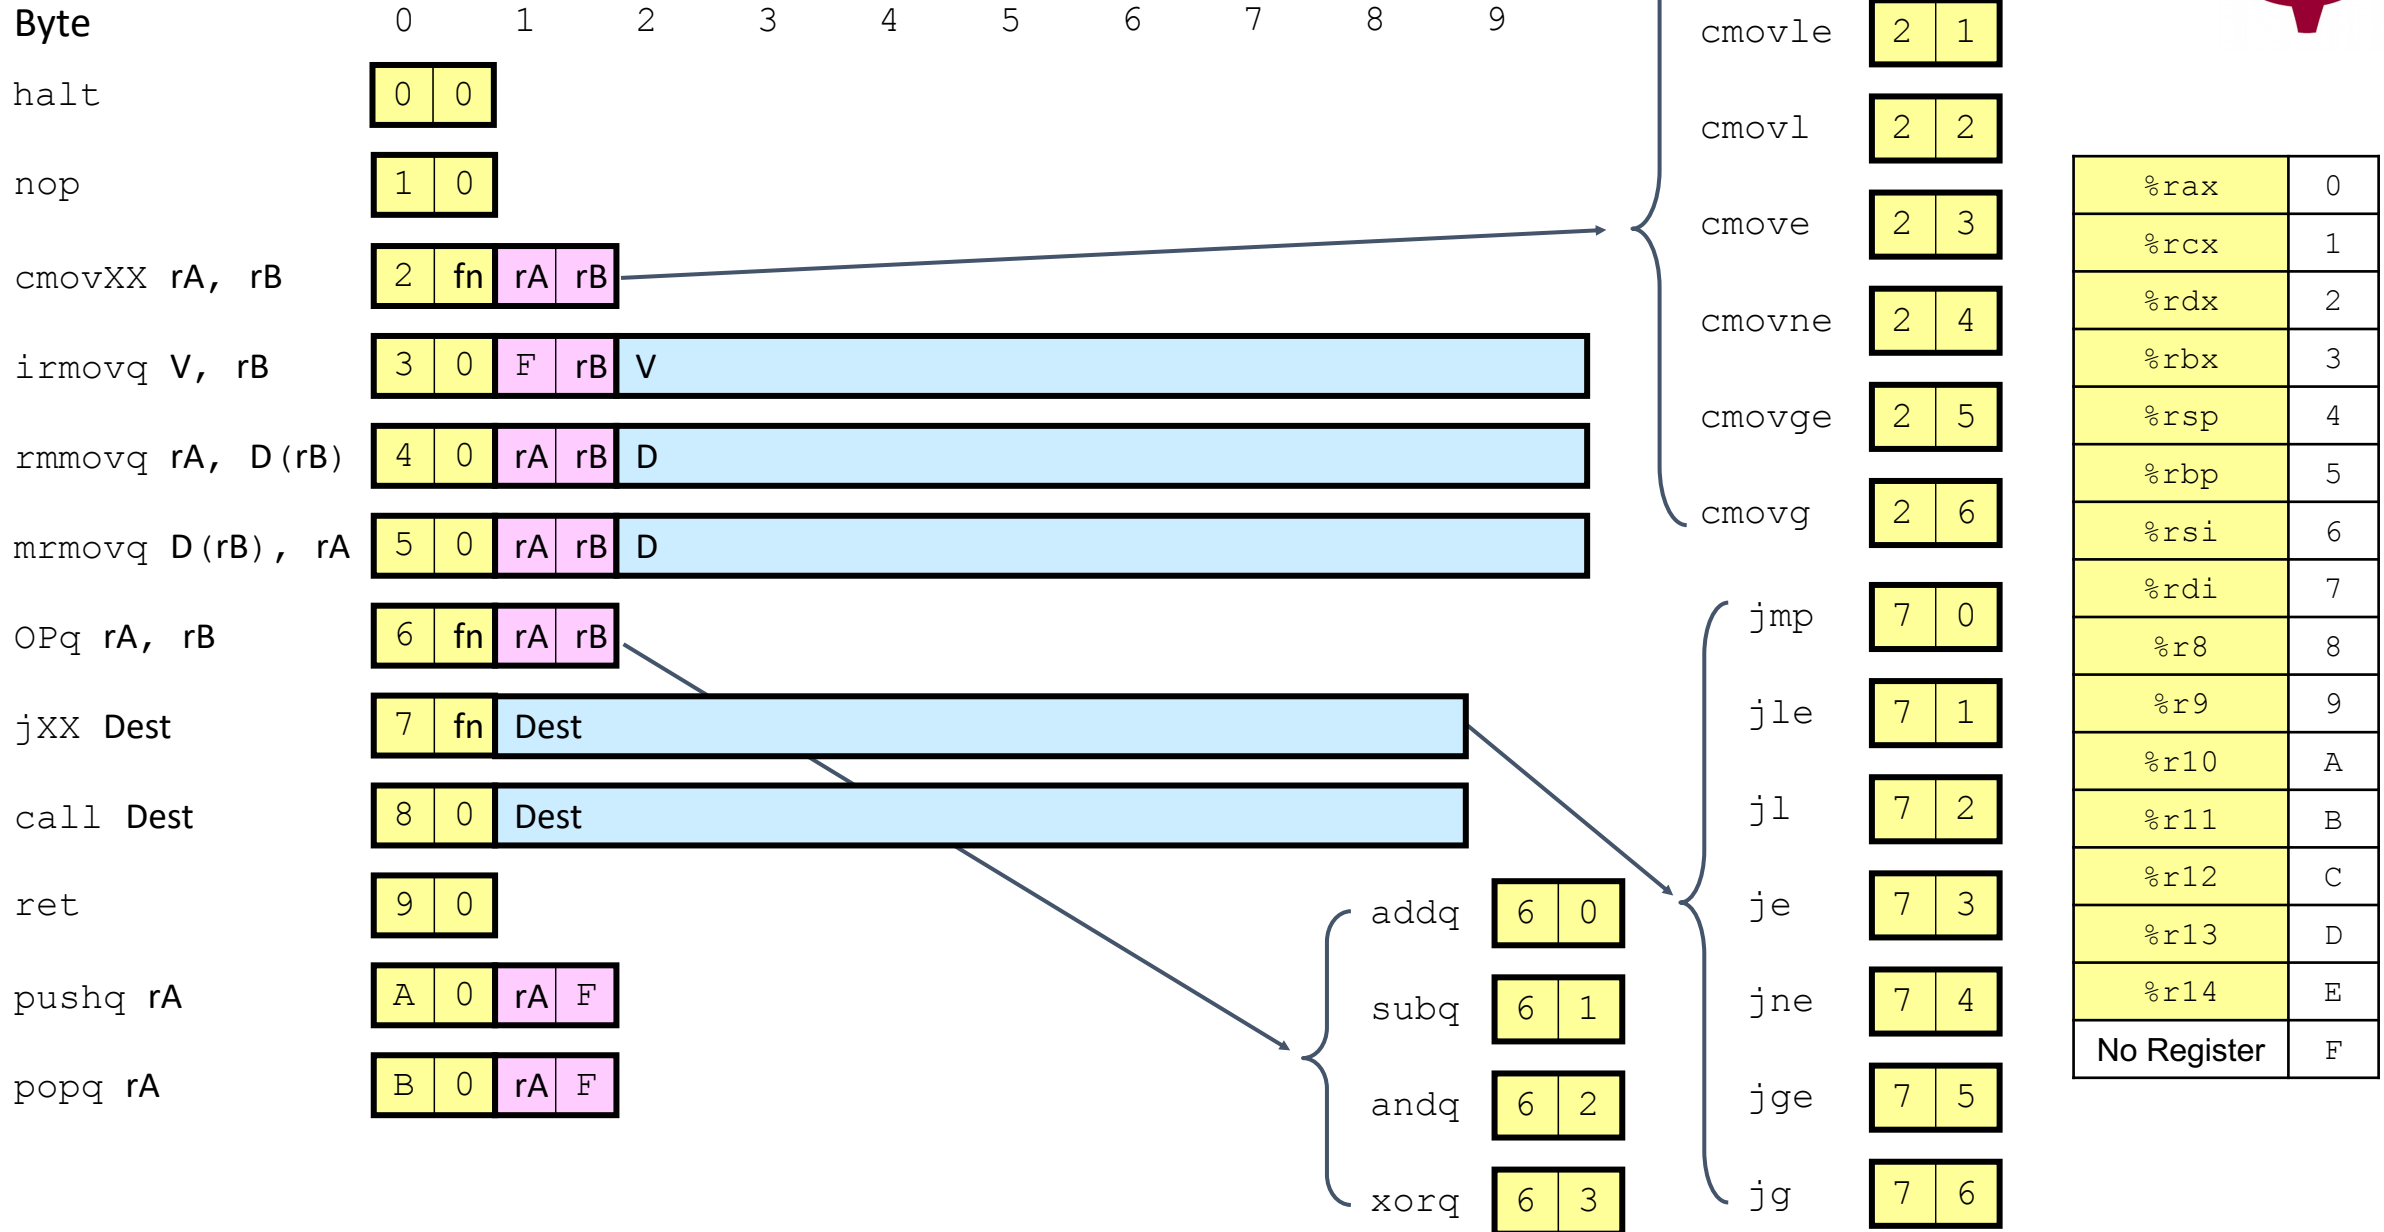 Byte 0 1 2 3 4 5 6 7 8 9
halt 0 0
nop 1 0
cmovXX rA, rB 2 fn rA rB
irmovq V, rB 3 0 F rB V
rmmovq rA, D(rB) 4 0 rA rB D
mrmovq D(rB), rA 5 0 rA rB D
OPq rA, rB 6 fn rA rB
jXX Dest 7 fn Dest
call Dest 8 0 Dest
ret 9 0
pushq rA A 0 rA F
popq rA B 0 rA F
addq 6 0
subq 6 1
andq 6 2
xorq 6 3
cmovle 2 1
cmovl 2 2
cmove 2 3
cmovne 2 4
cmovge 2 5
cmovg 2 6
jmp 7 0
jle 7 1
jl 7 2
je 7 3
jne 7 4
jge 7 5
jg 7 6
%rax 0
%rcx 1
%rdx 2
%rbx 3
%rsp 4
%rbp 5
%rsi 6
%rdi 7
%r8 8
%r9 9
%r10 A
%r11 B
%r12 C
%r13 D
%r14 E
No Register F